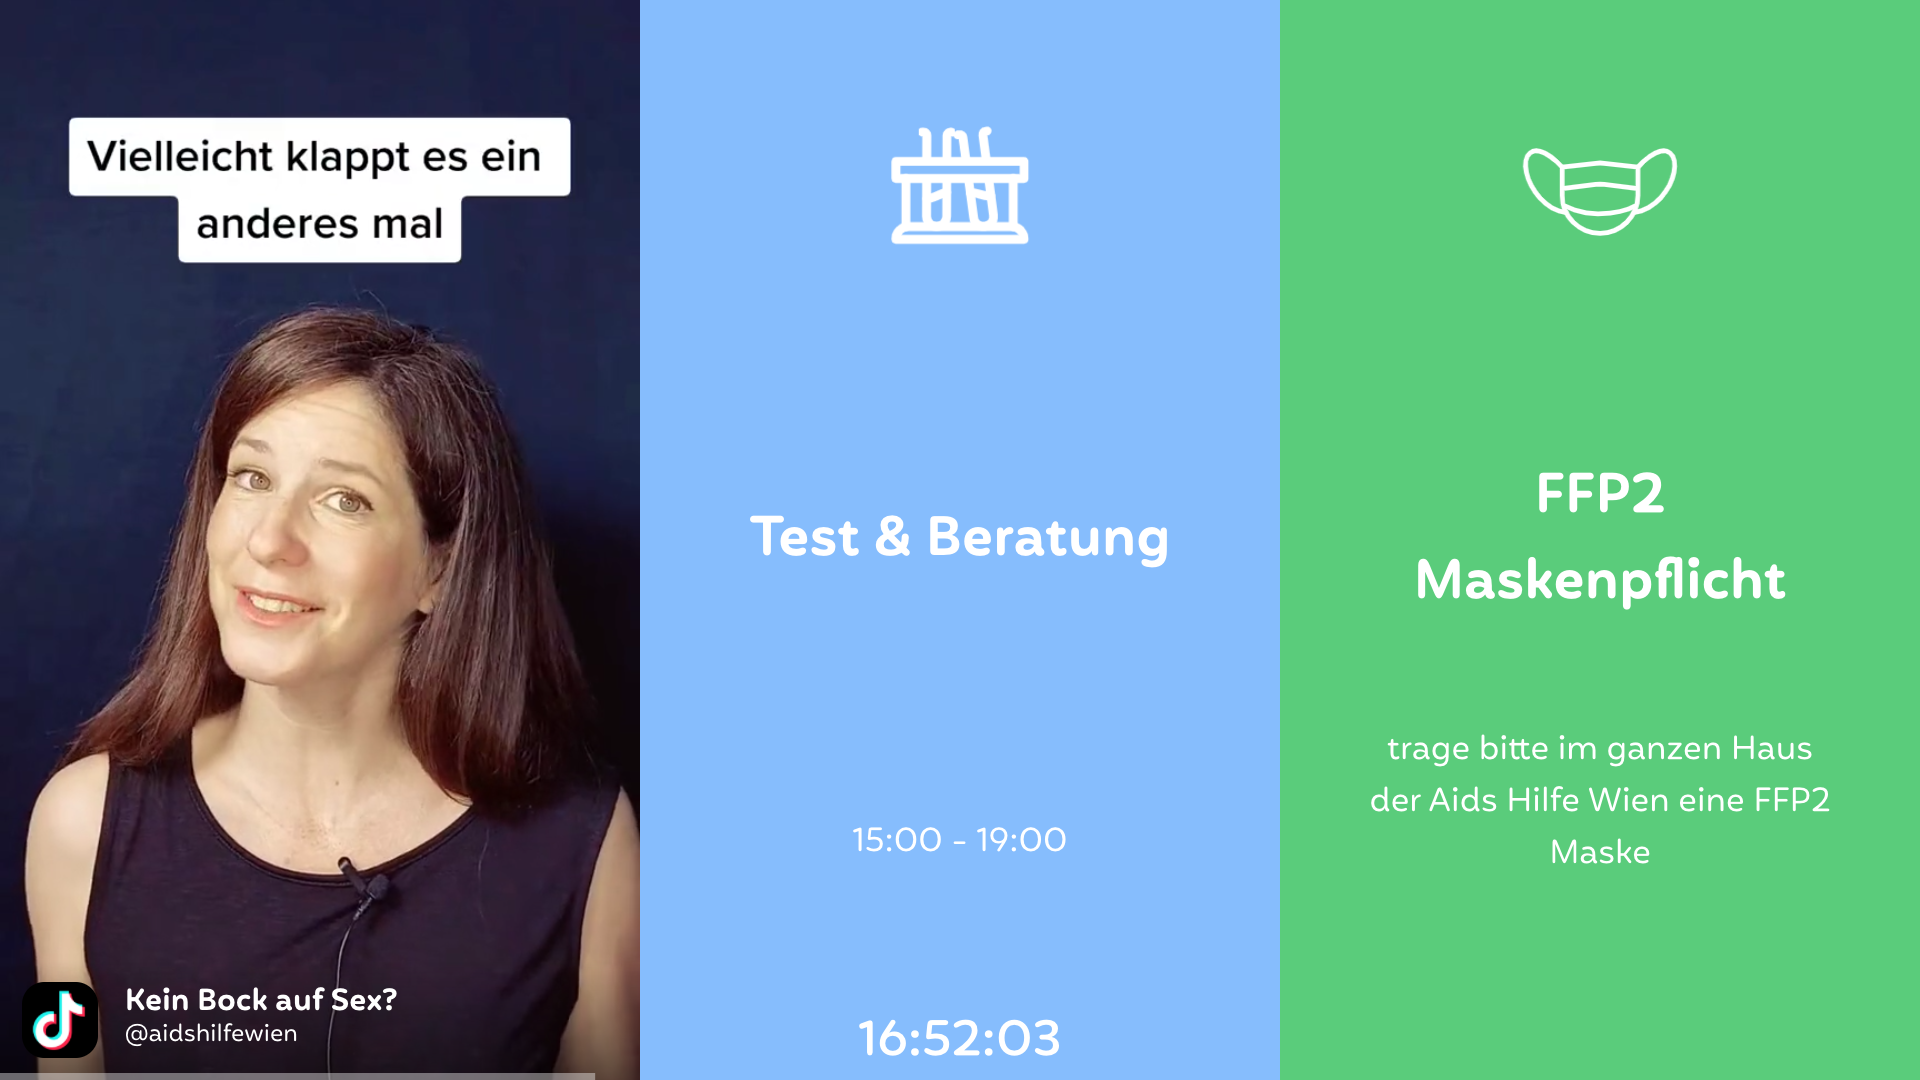 Vielleicht klappt es ein
anderes mal
Kein Bock auf Sex?
@aidshilfewien
Test & Beratung
15:00 - 19:00
16:52:03
FFP2
Maskenpflicht
trage bitte im ganzen Haus
der Aids Hilfe Wien eine FFP2
Maske